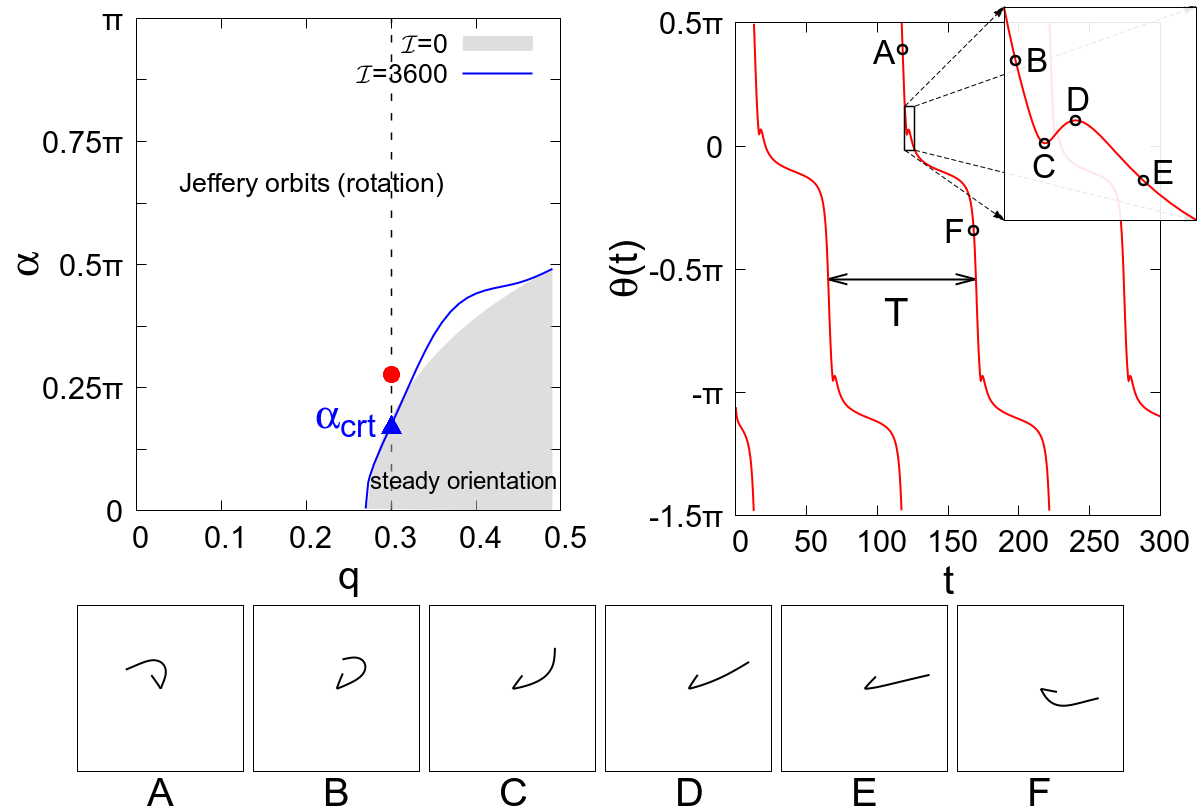 π
0.75π
0.5π
0.25π
0
α
ℐ=0
ℐ=3600
Jeffery orbits (rotation)
αcrt
steady orientation
0 0.1 0.2 0.3 0.4 0.5
q
0.5π
0
-0.5π
-π
-1.5π
θ(t)
A
B
C
D
E
F
T
0 50 100 150 200 250 300
t
A B C D E F